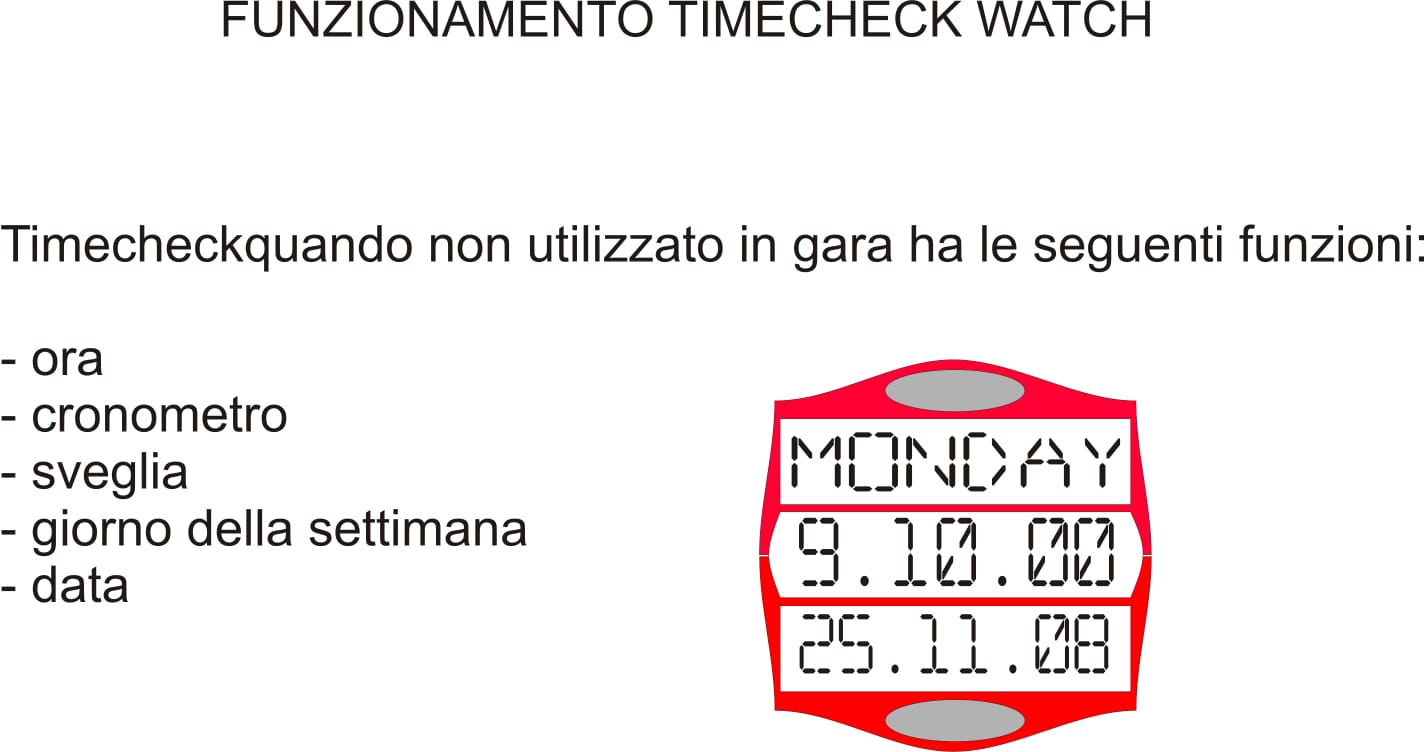 FUNZIONAMENTO TIMECHECK WATCH
Timecheckquando non utilizzato in gara ha le seguenti funzioni:
- ora
- cronometro
- sveglia
- giorno della settimana
- data
MONDAY
9.10.00
25.11.08